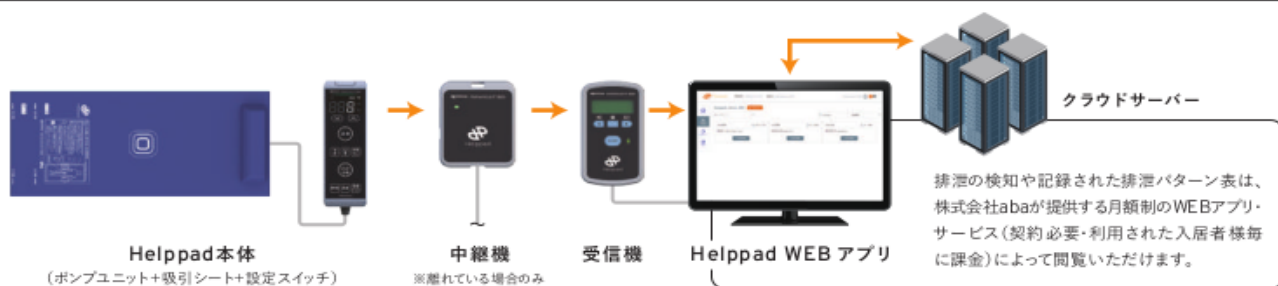 クラウドサーバー
排泄の検知や記録された排泄パターン表は、
株式会社abaが提供する月額制のWEBアプリ・
サービス(契約必要・利用された入居者様毎
に課金)によって閲覧いただけます。
Helppad本体
(ポンプユニット+吸引シート+設定スイッチ)
中継機
※離れている場合のみ
受信機
Helppad WEB アプリ